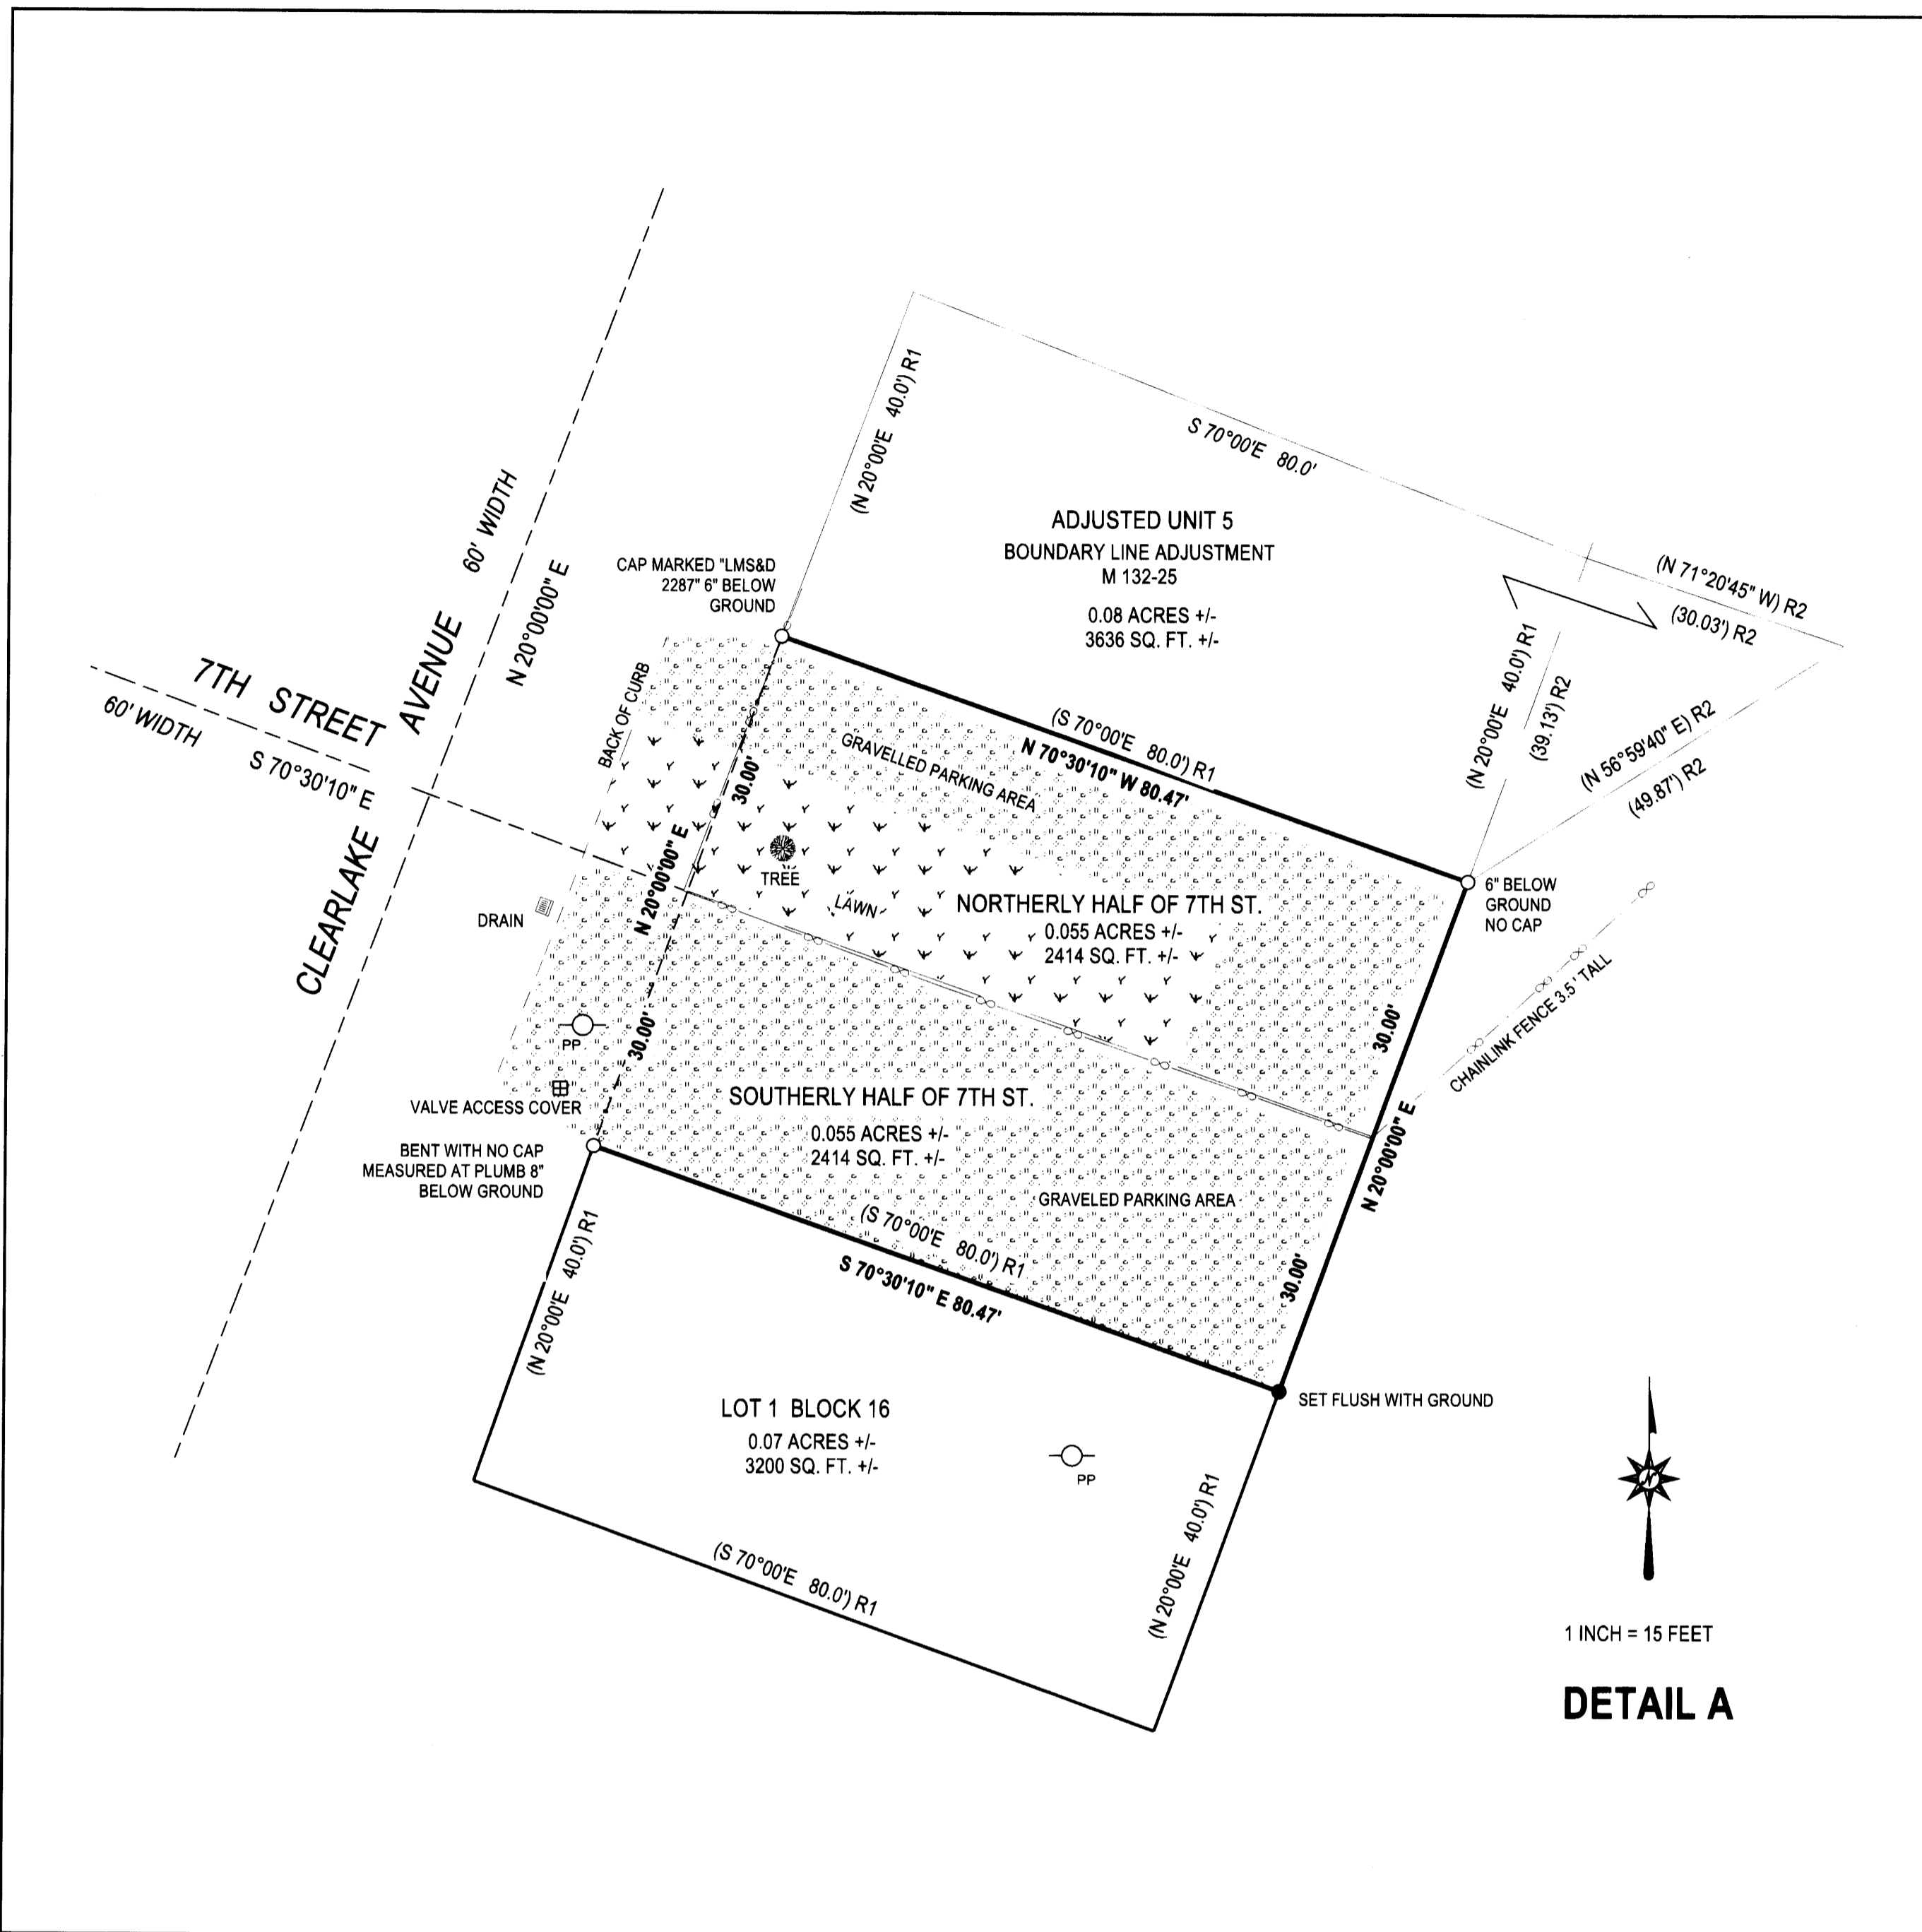 (N 20°00'E 40.0') R1
S 70°00'E 80.0'
60' WIDTH
AVENUE
N 20°00'00" E
CAP MARKED "LMS&D
2287" 6" BELOW
GROUND
ADJUSTED UNIT 5
BOUNDARY LINE ADJUSTMENT
M 132-25
0.08 ACRES +/-
3636 SQ. FT. +/-
(N 71°20'45" W) R2
(30.03') R2
(N 20°00'E 40.0') R1
(39.13') R2
(N 56°59'40" E) R2
(49.87') R2
7TH STREET
60' WIDTH
S 70°30'10" E
CLEARLAKE
BACK OF CURB
30.00'
(S 70°00'E 80.0') R1
N 70°30'10" W 80.47'
GRAVELLED PARKING AREA
N 20°00'00" E
TREE
LAWN
DRAIN
NORTHERLY HALF OF 7TH ST.
0.055 ACRES +/-
2414 SQ. FT. +/-
6" BELOW
GROUND
NO CAP
30.00'
CHAINLINK FENCE 3.5' TALL
30.00'
PP
VALVE ACCESS COVER
SOUTHERLY HALF OF 7TH ST.
0.055 ACRES +/-
2414 SQ. FT. +/-
N 20°00'00" E
BENT WITH NO CAP
MEASURED AT PLUMB 8"
BELOW GROUND
GRAVELED PARKING AREA
(S 70°00'E 80.0') R1
S 70°30'10" E 80.47'
30.00'
(N 20°00'E 40.0') R1
SET FLUSH WITH GROUND
LOT 1 BLOCK 16
0.07 ACRES +/-
3200 SQ. FT. +/-
PP
(N 20°00'E 40.0') R1
(S 70°00'E 80.0') R1
N
1 INCH = 15 FEET
DETAIL A